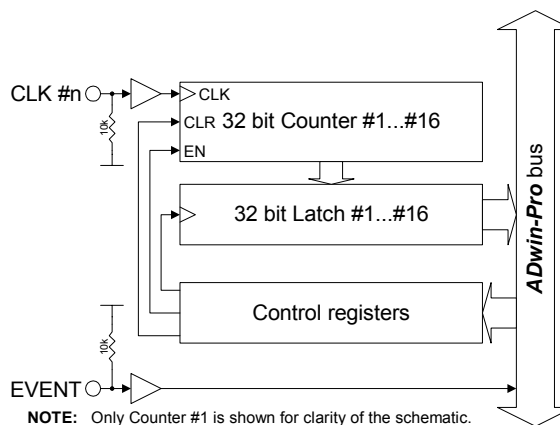 CLK #n
10k
CLK
CLR 32 bit Counter #1...#16
EN
32 bit Latch #1...#16
Control registers
10k
EVENT
ADwin-Pro bus
NOTE: Only Counter #1 is shown for clarity of the schematic.